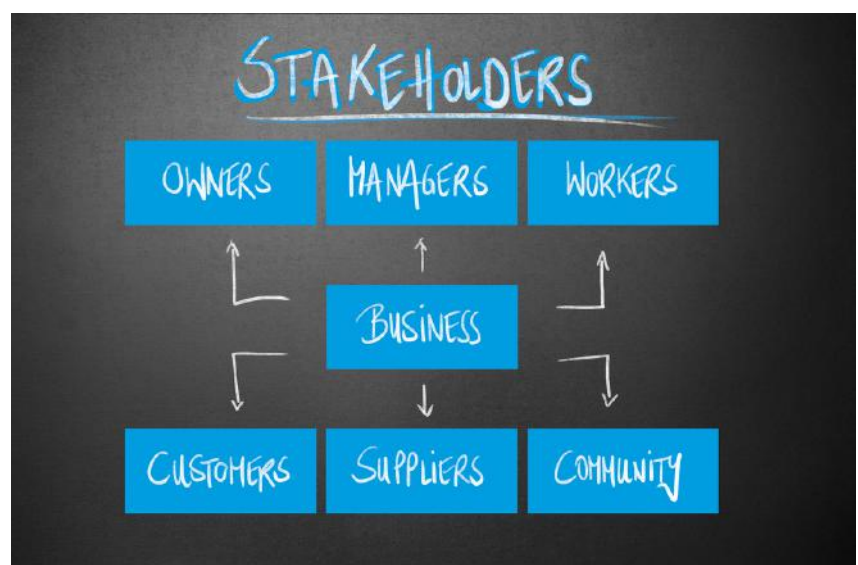 STAKEHOLDERS
OWNERS MANAGERS WORKERS
BUSINESS
CUSTOMERS SUPPLIERS COMMUNITY